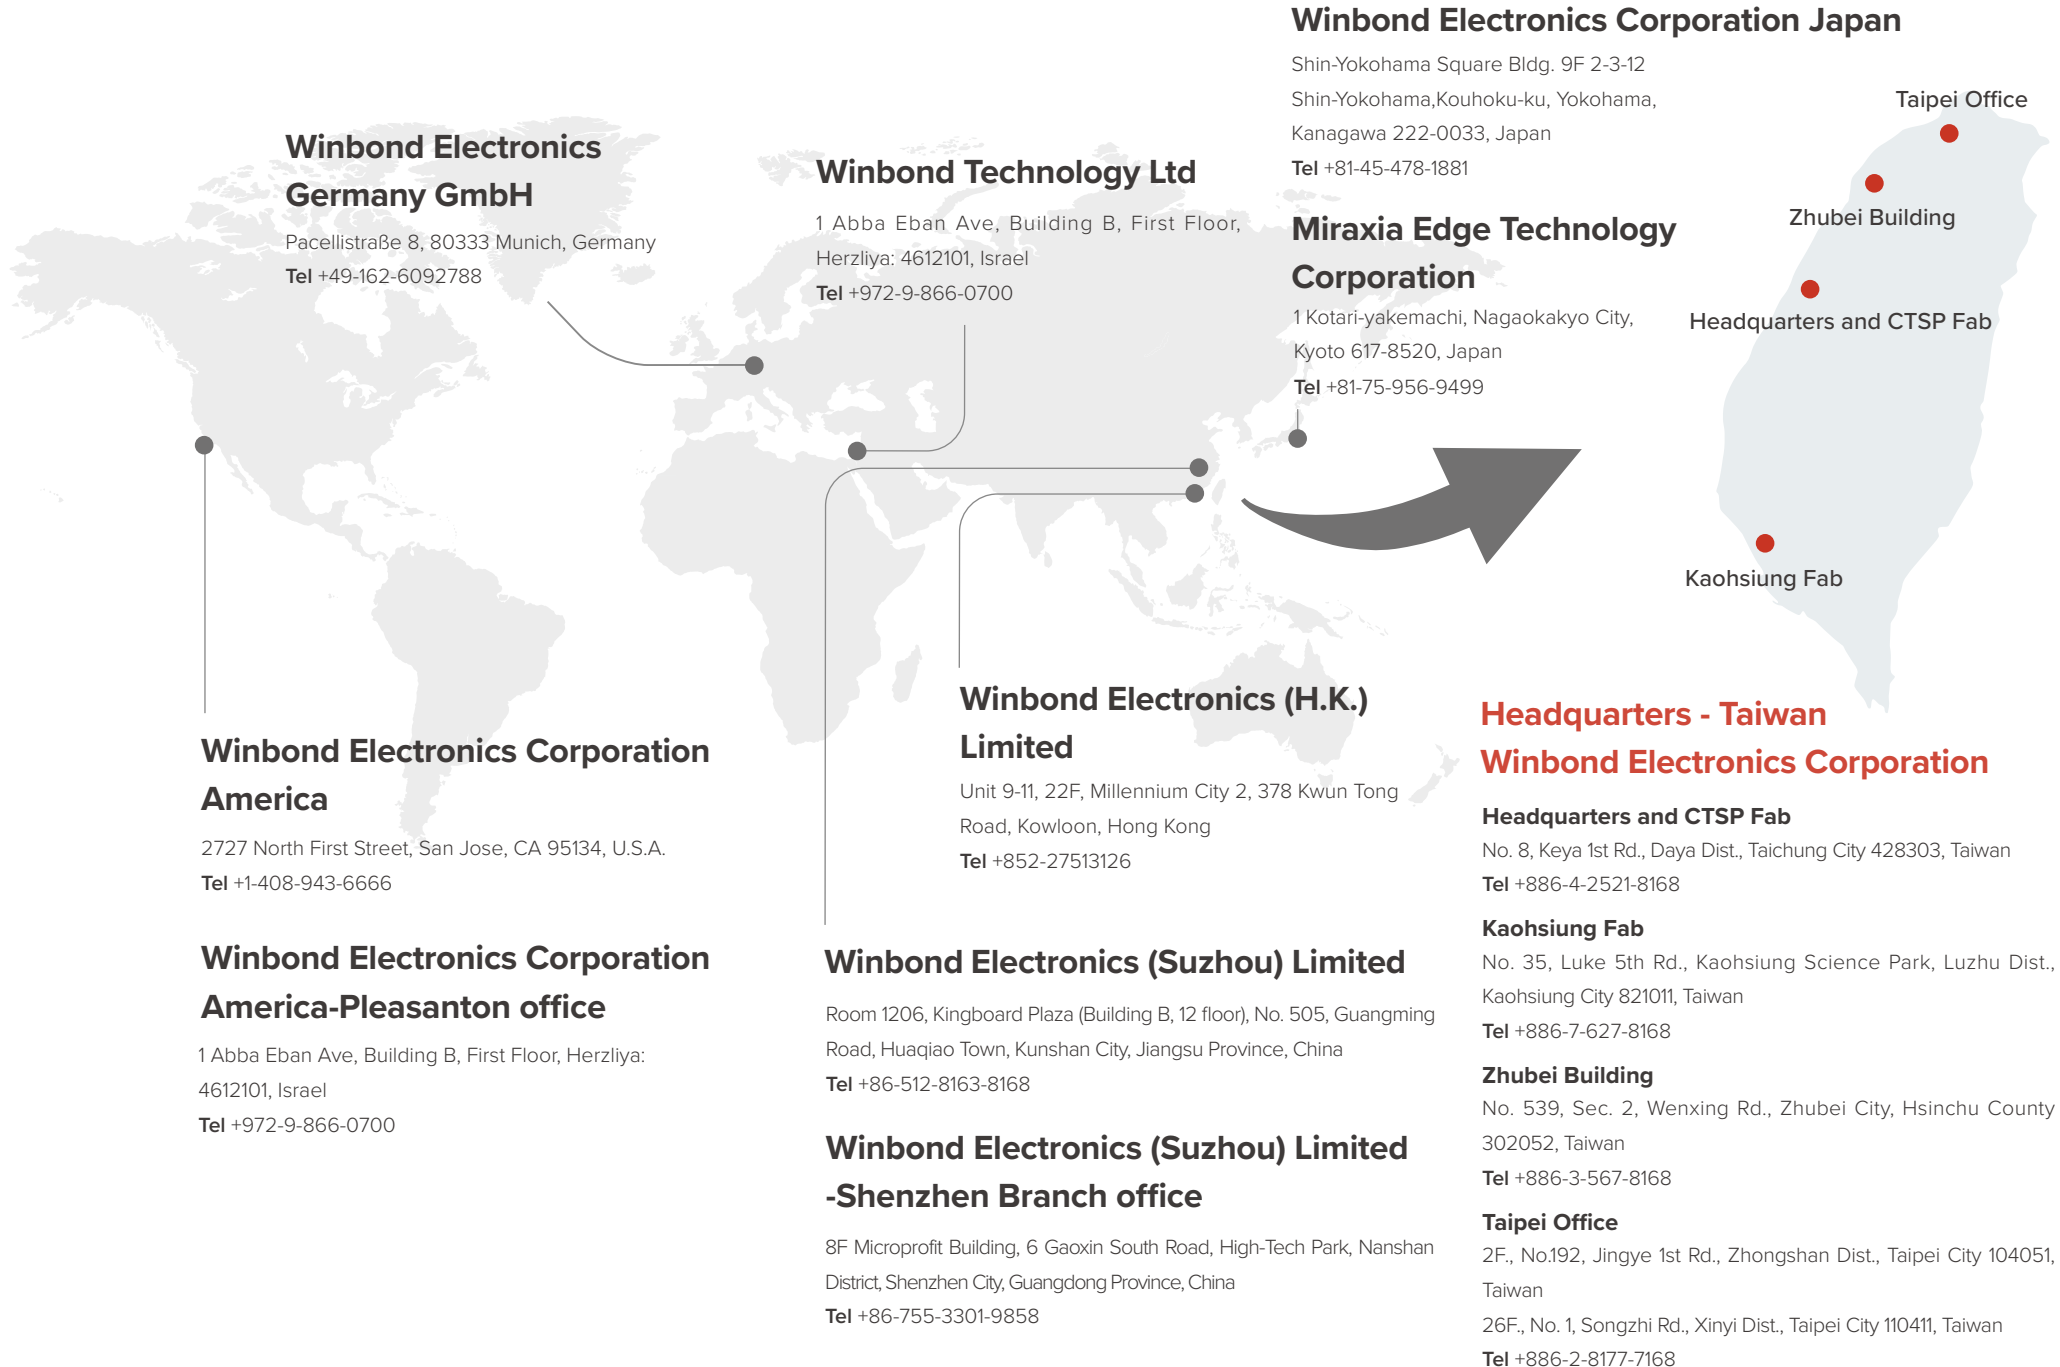 Winbond Electronics
Germany GmbH
Pacellistraße 8, 80333 Munich, Germany
Tel +49-162-6092788
Winbond Technology Ltd
1 Abba Eban Ave, Building B, First Floor,
Herzliya: 4612101, Israel
Tel +972-9-866-0700
Winbond Electronics Corporation Japan
Shin-Yokohama Square Bldg. 9F 2-3-12
Shin-Yokohama,Kouhoku-ku, Yokohama,
Kanagawa 222-0033, Japan
Tel +81-45-478-1881
Miraxia Edge Technology
Corporation
1 Kotari-yakemachi, Nagaokakyo City,
Kyoto 617-8520, Japan
Tel +81-75-956-9499
Taipei Office
Zhubei Building
Headquarters and CTSP Fab
Kaohsiung Fab
Winbond Electronics Corporation
America
2727 North First Street, San Jose, CA 95134, U.S.A.
Tel +1-408-943-6666
Winbond Electronics Corporation
America-Pleasanton office
1 Abba Eban Ave, Building B, First Floor, Herzliya:
4612101, Israel
Tel +972-9-866-0700
Winbond Electronics (H.K.)
Limited
Unit 9-11, 22F, Millennium City 2, 378 Kwun Tong
Road, Kowloon, Hong Kong
Tel +852-27513126
Winbond Electronics (Suzhou) Limited
Room 1206, Kingboard Plaza (Building B, 12 floor), No. 505, Guangming
Road, Huaqiao Town, Kunshan City, Jiangsu Province, China
Tel +86-512-8163-8168
Winbond Electronics (Suzhou) Limited
-Shenzhen Branch office
8F Microprofit Building, 6 Gaoxin South Road, High-Tech Park, Nanshan
District, Shenzhen City, Guangdong Province, China
Tel +86-755-3301-9858
Headquarters - Taiwan
Winbond Electronics Corporation
Headquarters and CTSP Fab
No. 8, Keya 1st Rd., Daya Dist., Taichung City 428303, Taiwan
Tel +886-4-2521-8168
Kaohsiung Fab
No. 35, Luke 5th Rd., Kaohsiung Science Park, Luzhu Dist.,
Kaohsiung City 821011, Taiwan
Tel +886-7-627-8168
Zhubei Building
No. 539, Sec. 2, Wenxing Rd., Zhubei City, Hsinchu County
302052, Taiwan
Tel +886-3-567-8168
Taipei Office
2F., No.192, Jingye 1st Rd., Zhongshan Dist., Taipei City 104051,
Taiwan
26F., No. 1, Songzhi Rd., Xinyi Dist., Taipei City 110411, Taiwan
Tel +886-2-8177-7168